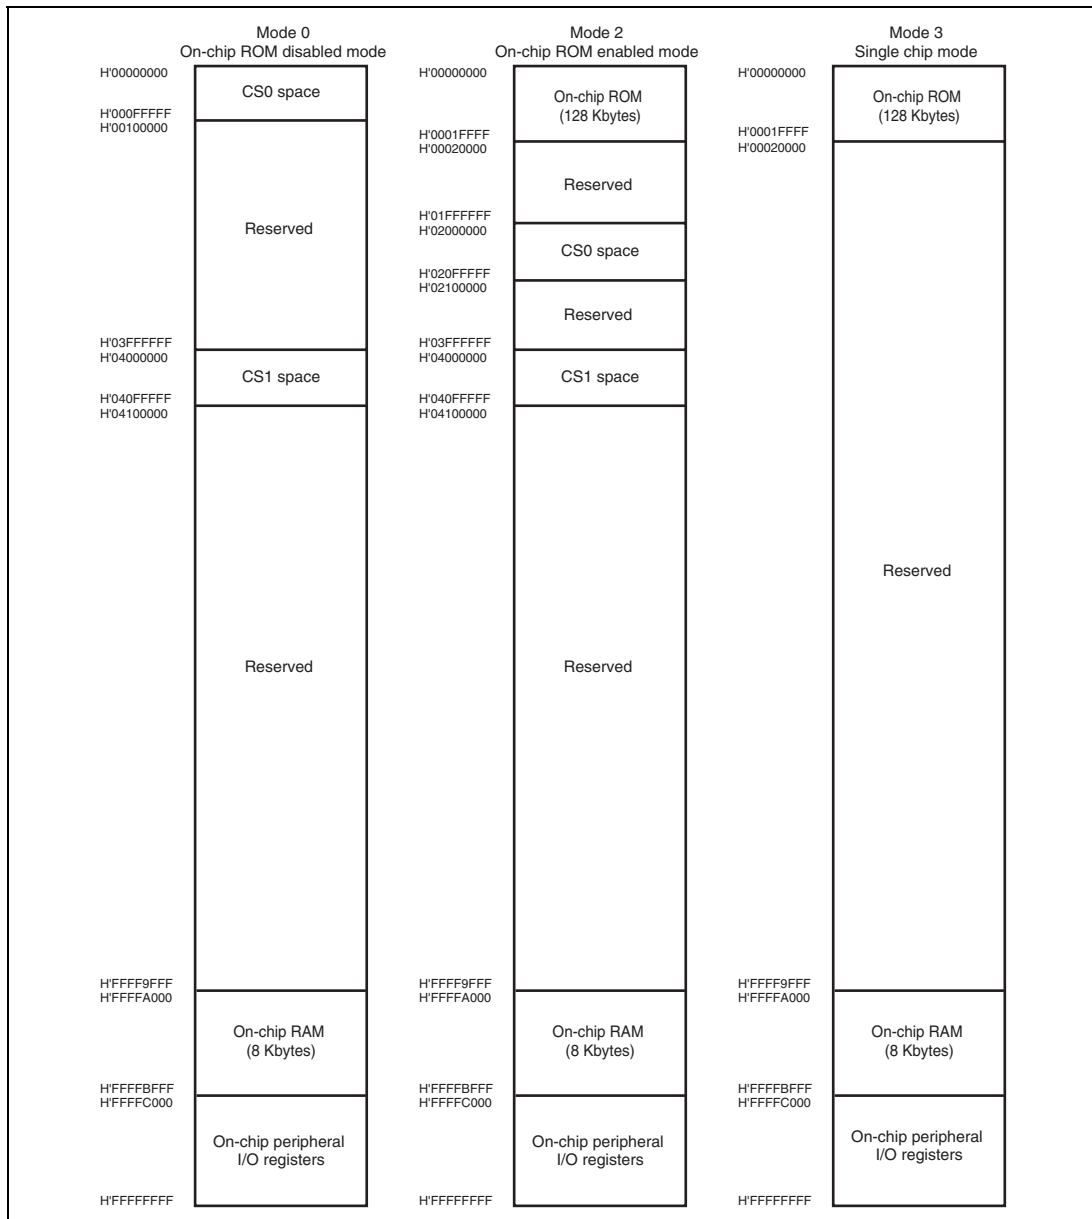 Mode 0
On-chip ROM disabled mode
H'00000000
CS0 space
H'000FFFFF
H'00100000
Reserved
H'03FFFFFF
H'04000000
CS1 space
H'040FFFFF
H'04100000
Reserved
H'FFFF9FFF
H'FFFFA000
On-chip RAM
(8 Kbytes)
H'FFFFBFFF
H'FFFFC000
On-chip peripheral
I/O registers
H'FFFFFFFF
Mode 2
On-chip ROM enabled mode
H'00000000
On-chip ROM
(128 Kbytes)
H'0001FFFF
H'00020000
Reserved
H'01FFFFFF
H'02000000
CS0 space
H'020FFFFF
H'02100000
Reserved
H'03FFFFFF
H'04000000
CS1 space
H'040FFFFF
H'04100000
Reserved
H'FFFF9FFF
H'FFFFA000
On-chip RAM
(8 Kbytes)
H'FFFFBFFF
H'FFFFC000
On-chip peripheral
I/O registers
H'FFFFFFFF
Mode 3
Single chip mode
H'00000000
On-chip ROM
(128 Kbytes)
H'0001FFFF
H'00020000
Reserved
H'FFFF9FFF
H'FFFFA000
On-chip RAM
(8 Kbytes)
H'FFFFBFFF
H'FFFFC000
On-chip peripheral
I/O registers
H'FFFFFFFF